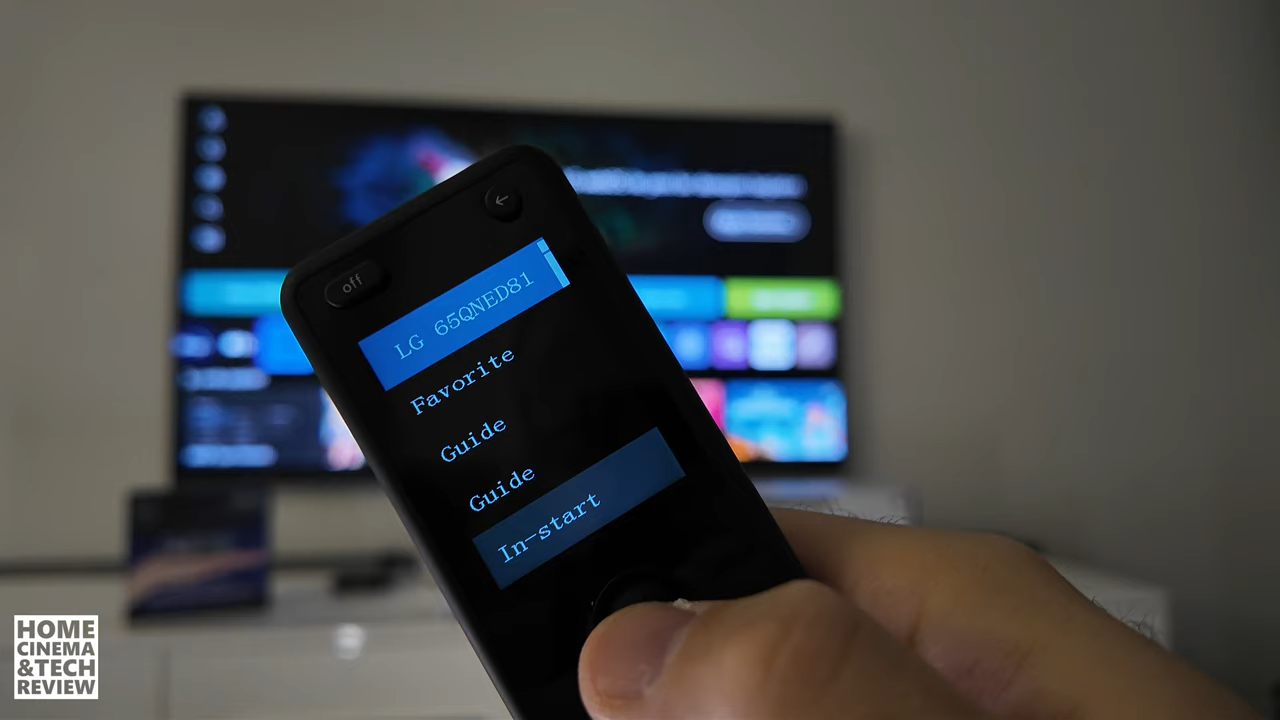 off
←
LG 65QNED81
Favorite
Guide
Guide
In-start
HOME
CINEMA
&TECH
REVIEW